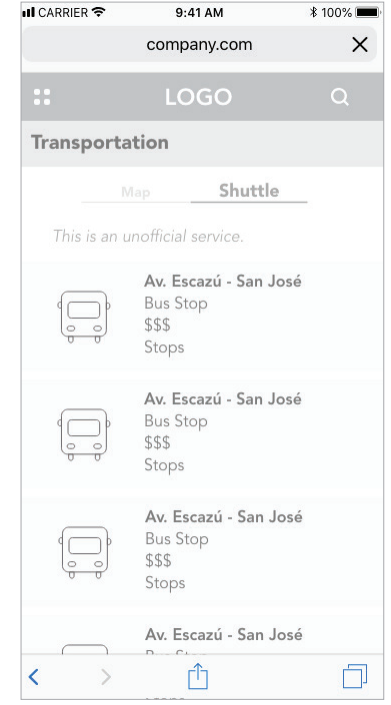 CARRIER 9:41 AM 100%
company.com
LOGO
Transportation
Map Shuttle
This is an unofficial service.
Av. Escazú - San José
Bus Stop
$$$
Stops
Av. Escazú - San José
Bus Stop
$$$
Stops
Av. Escazú - San José
Bus Stop
$$$
Stops
Av. Escazú - San José